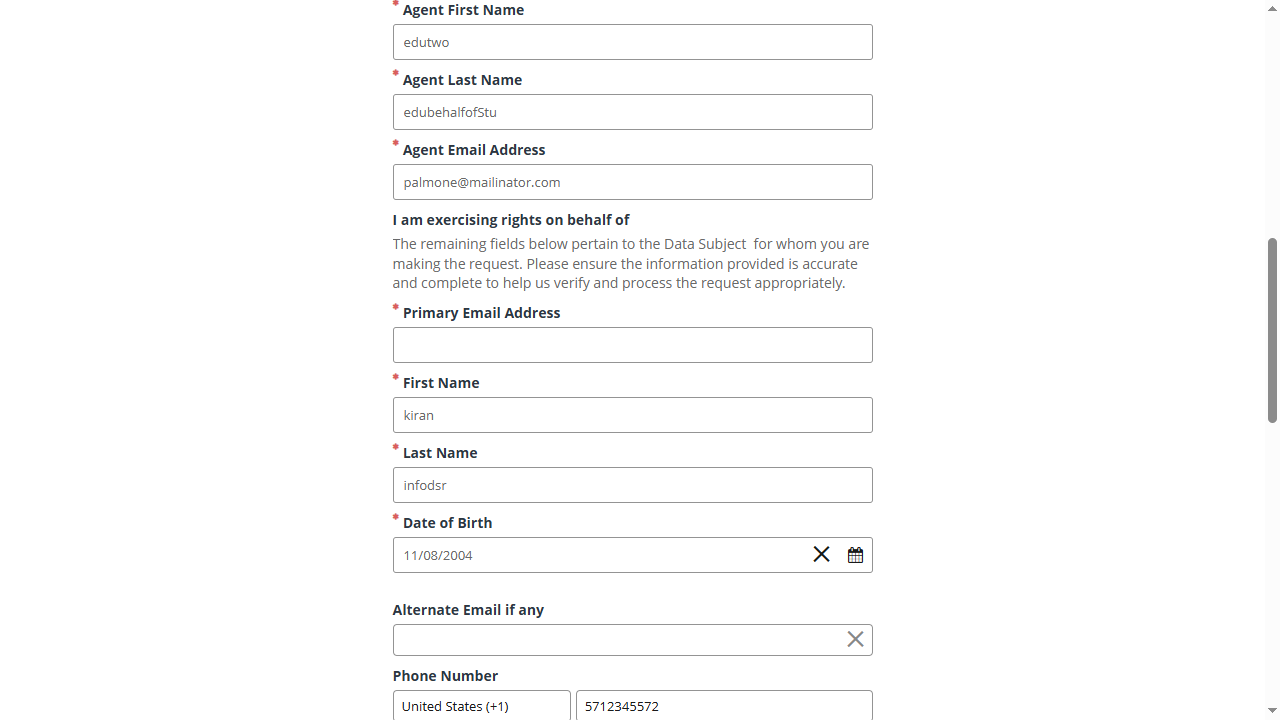 * Agent First Name
edutwo
* Agent Last Name
edubehalfofStu
* Agent Email Address
palmone@mailinator.com
I am exercising rights on behalf of
The remaining fields below pertain to the Data Subject  for whom you are
making the request. Please ensure the information provided is accurate
and complete to help us verify and process the request appropriately.
* Primary Email Address
* First Name
kiran
* Last Name
infodsr
* Date of Birth
11/08/2004
Alternate Email if any
Phone Number
United States (+1) 5712345572